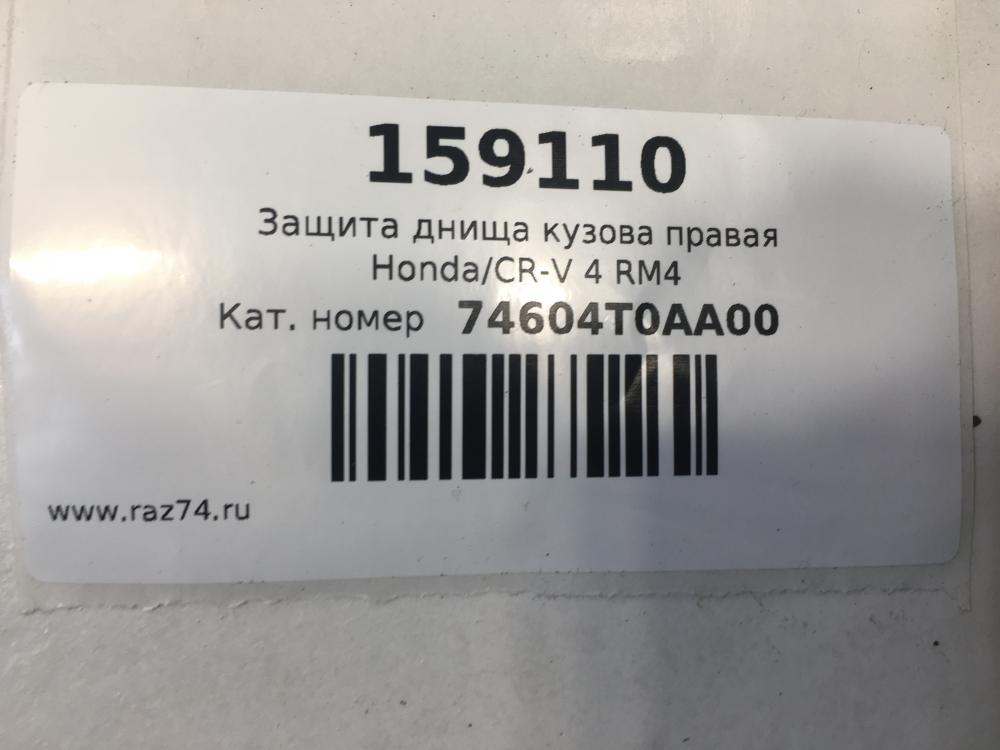 159110
Защита днища кузова правая
Honda/CR-V 4 RM4
Кат. номер 74604T0AA00
www.raz74.ru